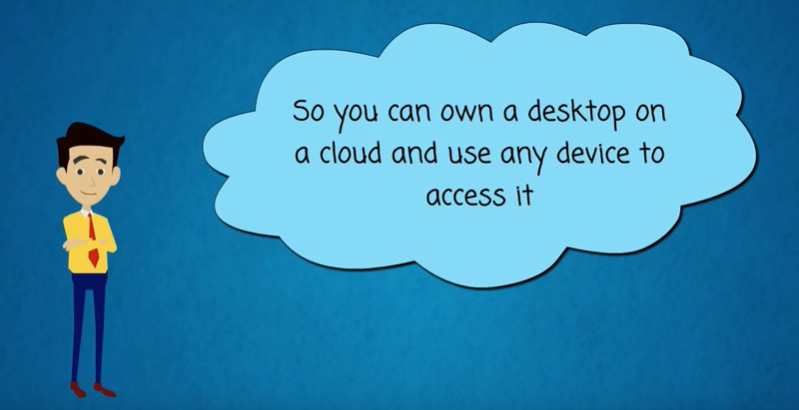 So you can own a desktop on
a cloud and use any device to
access it